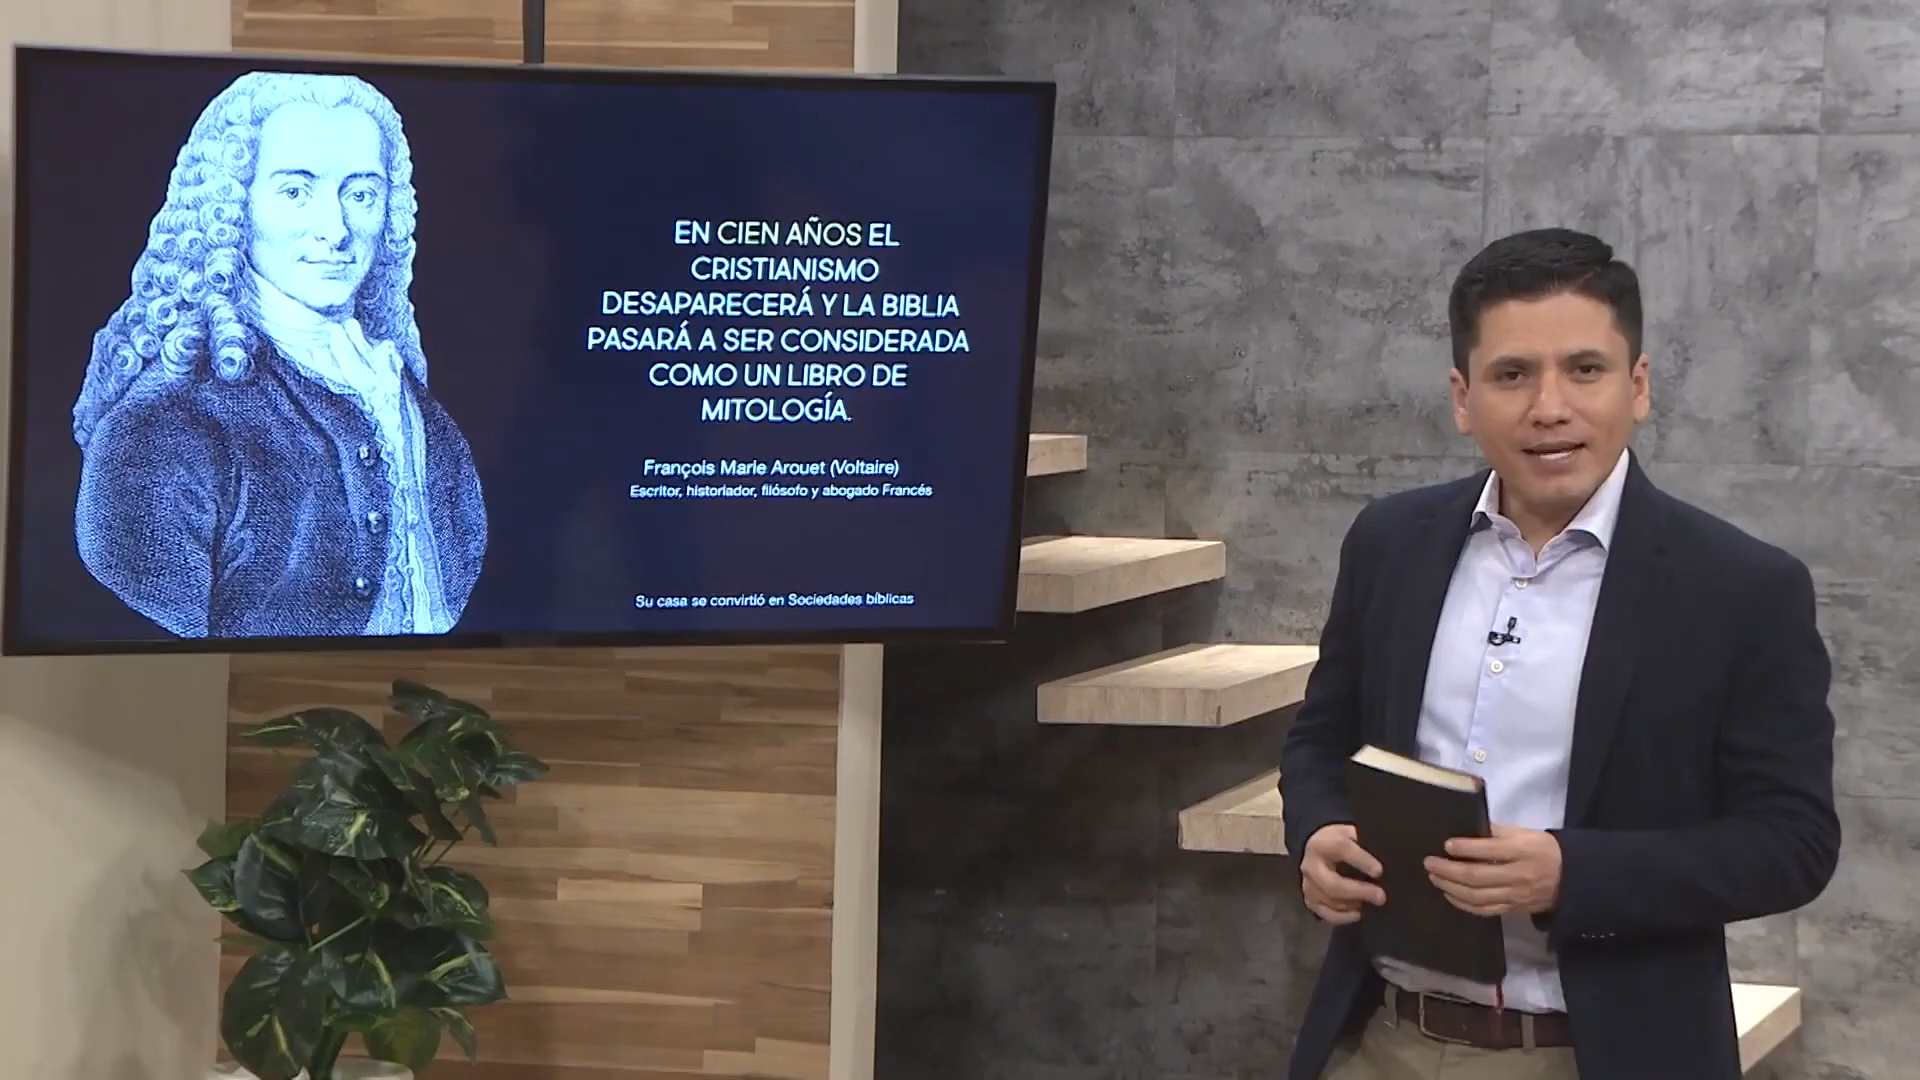 EN CIEN AÑOS EL
CRISTIANISMO
DESAPARECERÁ Y LA BIBLIA
PASARÁ A SER CONSIDERADA
COMO UN LIBRO DE
MITOLOGÍA.
François Marie Arouet (Voltaire)
Escritor, historiador, filósofo y abogado Francés
Su casa se convirtió en Sociedades bíblicas